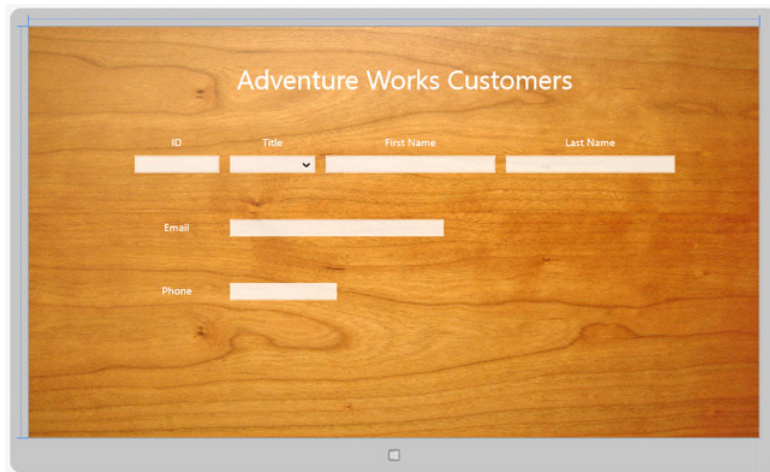 Adventure Works Customers
ID Title First Name Last Name
Email
Phone